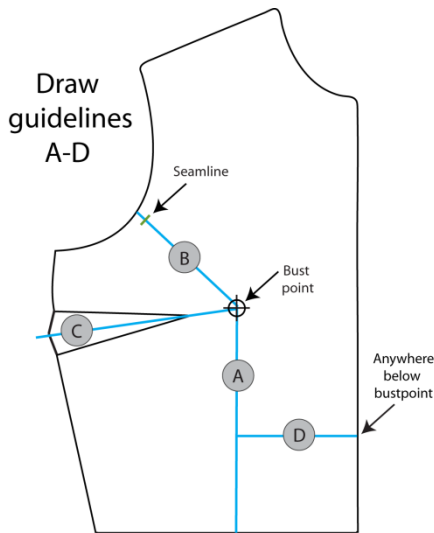 Draw
guidelines
A-D
Seamline
B
Bust
point
C
A
Anywhere
below
bustpoint
D